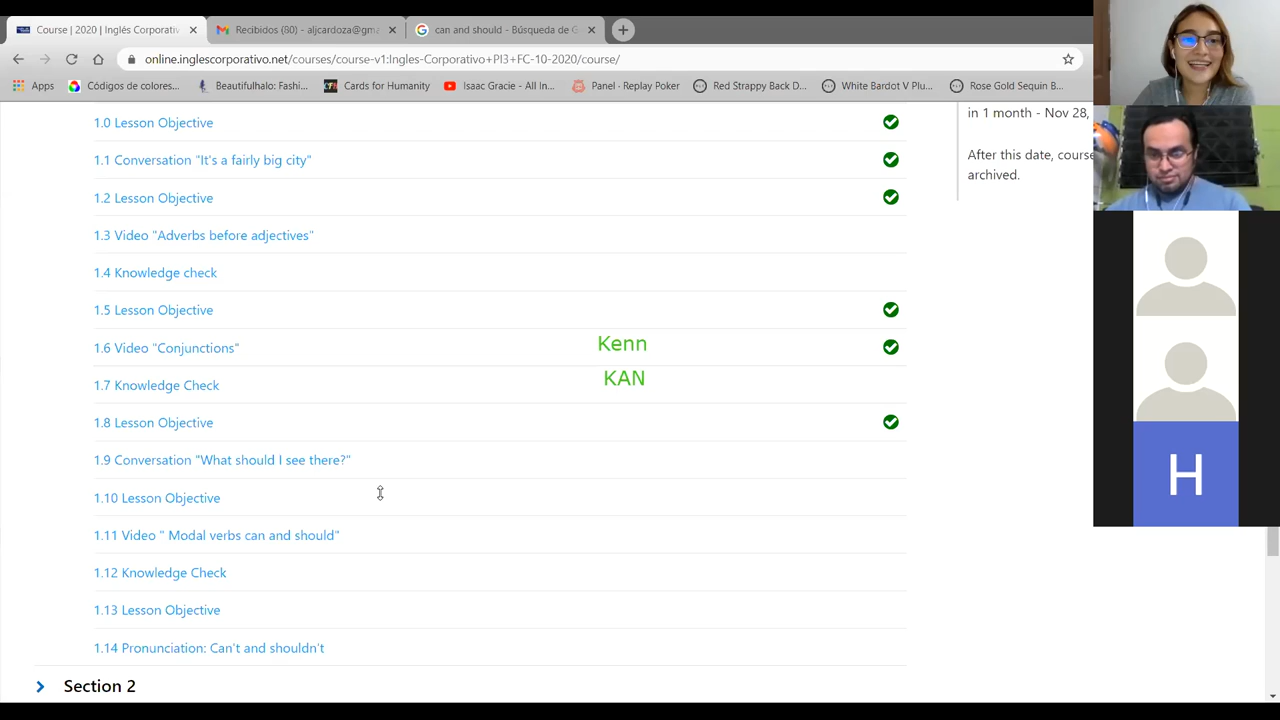 Course | 2020 | Inglés Corporativ
Recibidos (80) - aljcardoza@gma
can and should - Búsqueda de G
online.inglescorporativo.net/courses/course-v1:Ingles-Corporativo+PI3+FC-10-2020/course/
Apps
Códigos de colores...
Beautifulhalo: Fashi...
Cards for Humanity
Isaac Gracie - All In...
Panel · Replay Poker
Red Strappy Back D...
White Bardot V Plu...
Rose Gold Sequin B...
1.0 Lesson Objective
1.1 Conversation "It's a fairly big city"
1.2 Lesson Objective
1.3 Video "Adverbs before adjectives"
1.4 Knowledge check
1.5 Lesson Objective
1.6 Video "Conjunctions"
1.7 Knowledge Check
1.8 Lesson Objective
1.9 Conversation "What should I see there?"
1.10 Lesson Objective
1.11 Video " Modal verbs can and should"
1.12 Knowledge Check
1.13 Lesson Objective
1.14 Pronunciation: Can't and shouldn't
Section 2
Kenn
KAN
in 1 month - Nov 28,
After this date, course
archived.
H